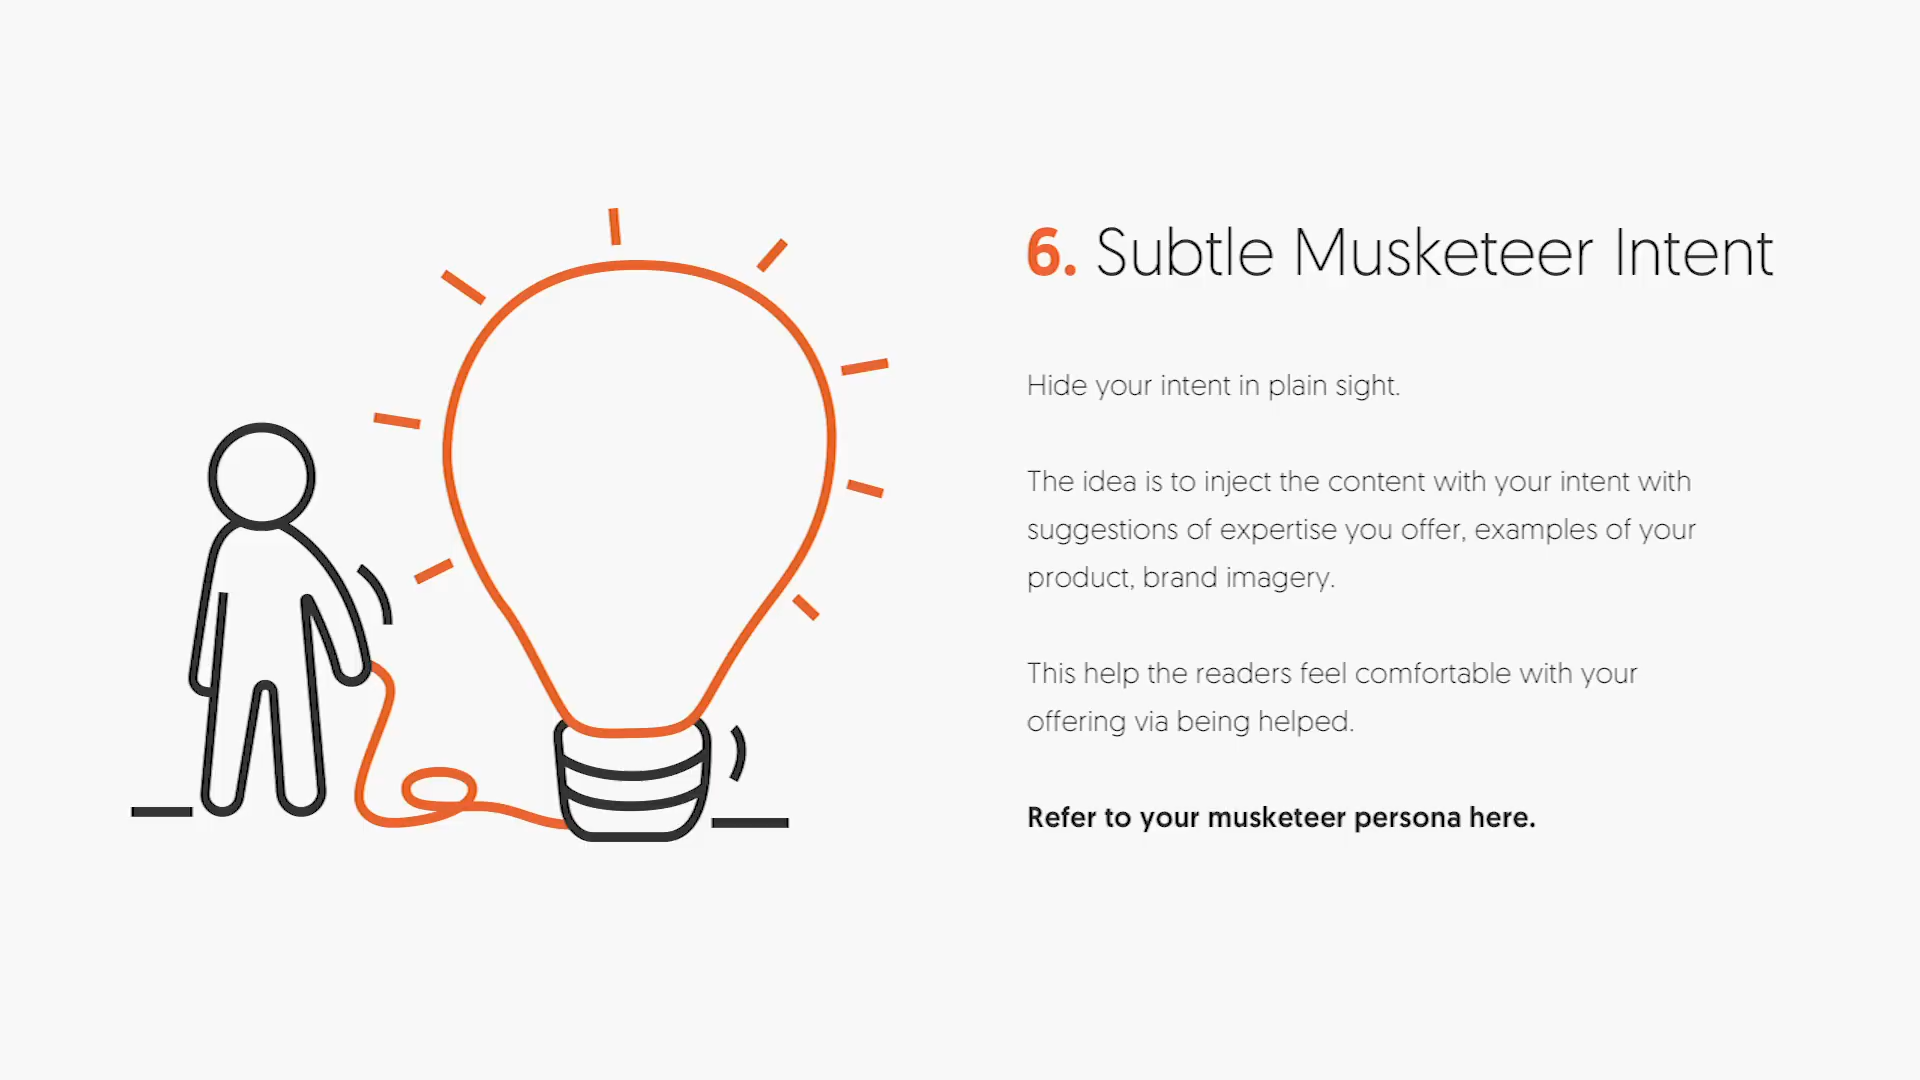 6. Subtle Musketeer Intent
Hide your intent in plain sight.
The idea is to inject the content with your intent with
suggestions of expertise you offer, examples of your
product, brand imagery.
This help the readers feel comfortable with your
offering via being helped.
Refer to your musketeer persona here.